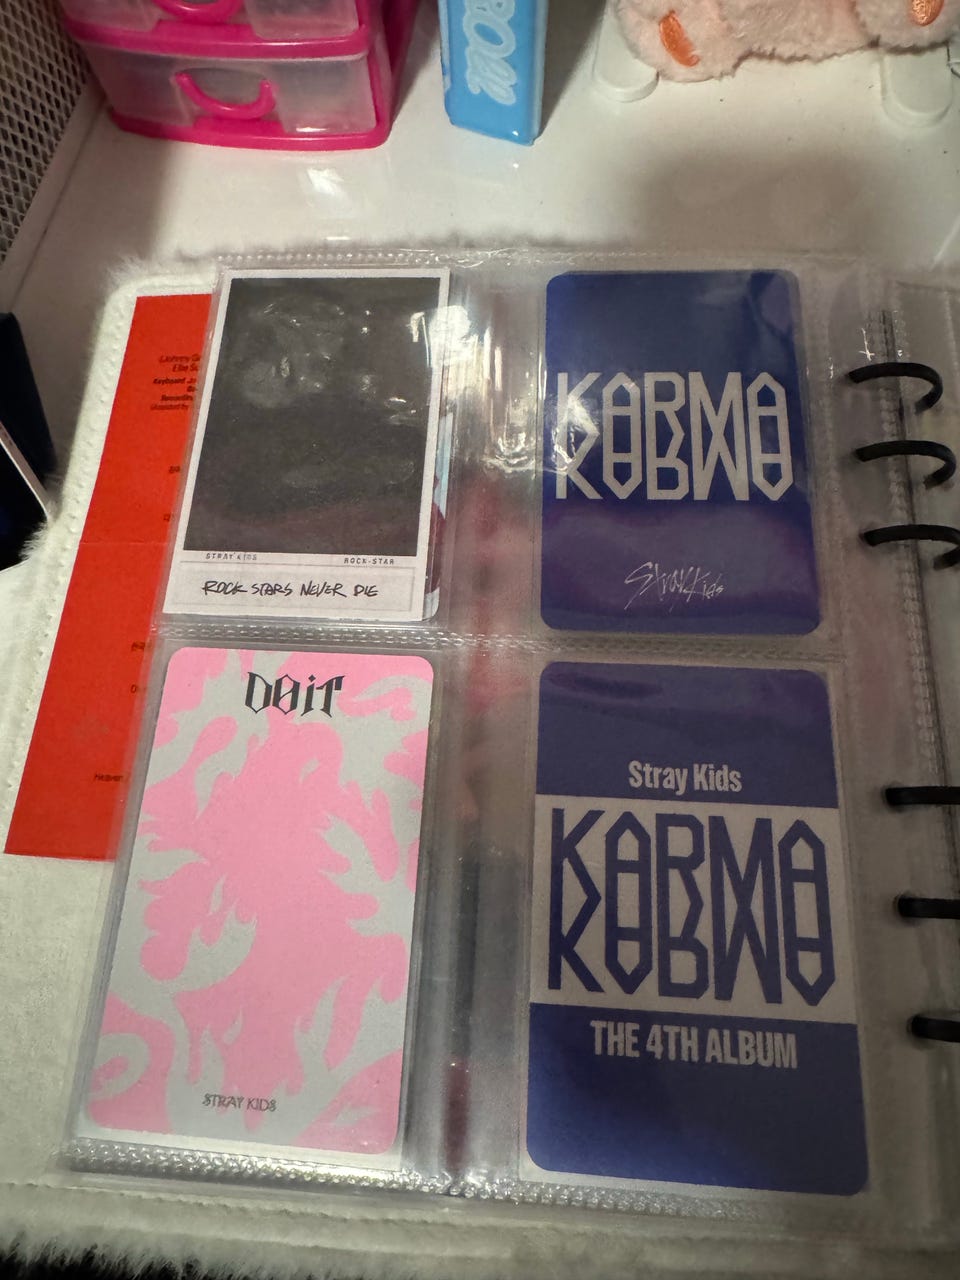 STRAY KIDS
ROCK-STAR
ROCK STARS NEVER DIE
KARMA
Stray Kids
DO iT
STRAY KIDS
Stray Kids
KARMA
THE 4TH ALBUM
Heaven